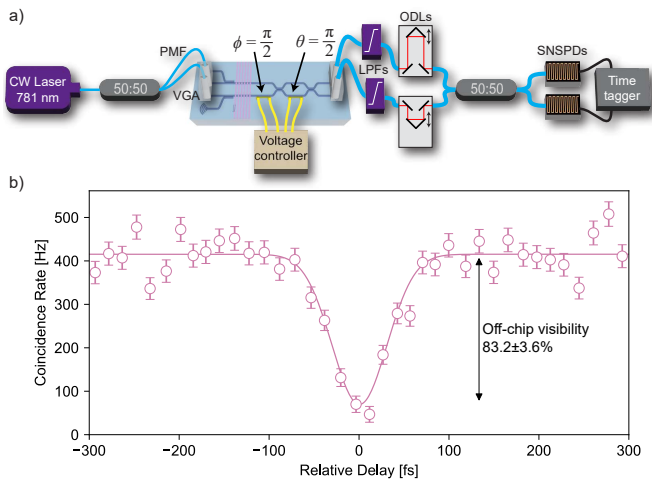 a)
ODLs
PMF
ϕ = π/2
θ = π/2
SNSPDs
CW Laser
781 nm
50:50
LPFs
50:50
Time
tagger
VGA
Voltage
controller
b)
500
400
300
200
100
0
Coincidence Rate [Hz]
Off-chip visibility
83.2±3.6%
−300
−200
−100
0
100
200
300
Relative Delay [fs]